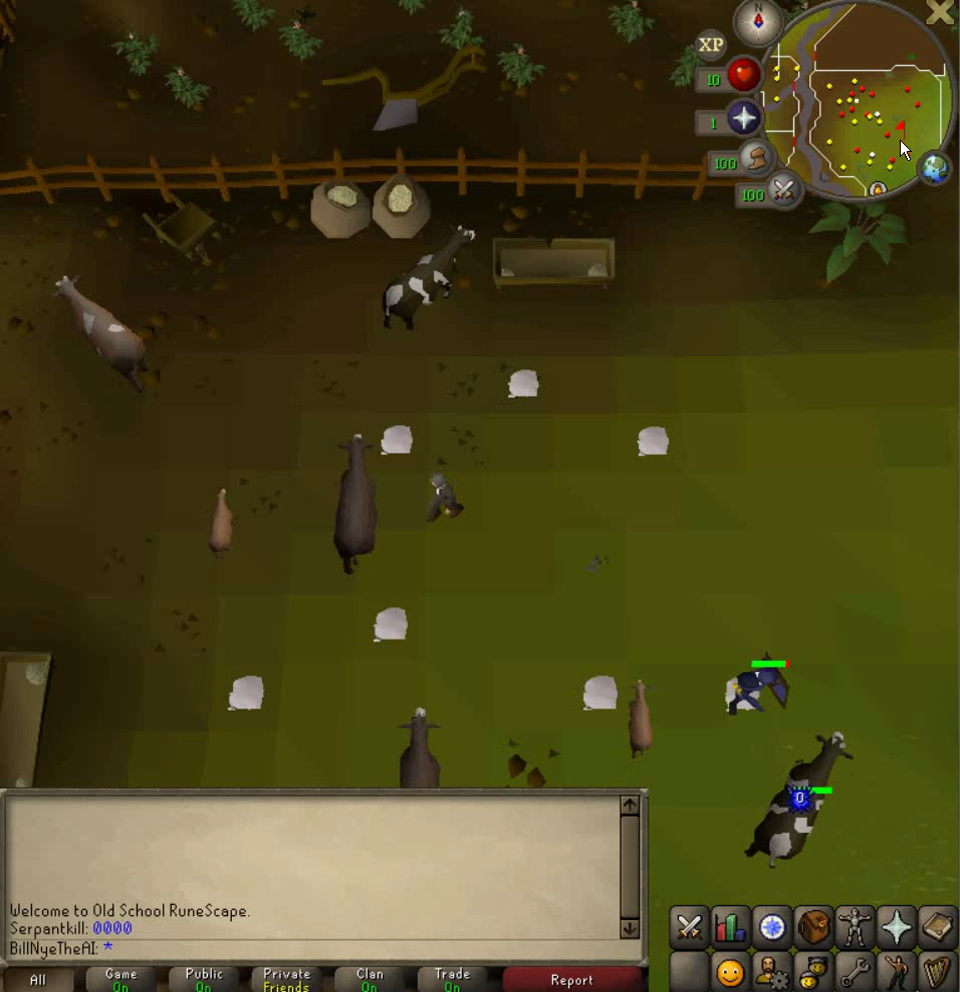 N
XP
10
1
100
100
0
Welcome to Old School RuneScape.
Serpantkill: 0000
BillNyeTheAI: *
All
Game
On
Public
On
Private
Friends
Clan
On
Trade
On
Report